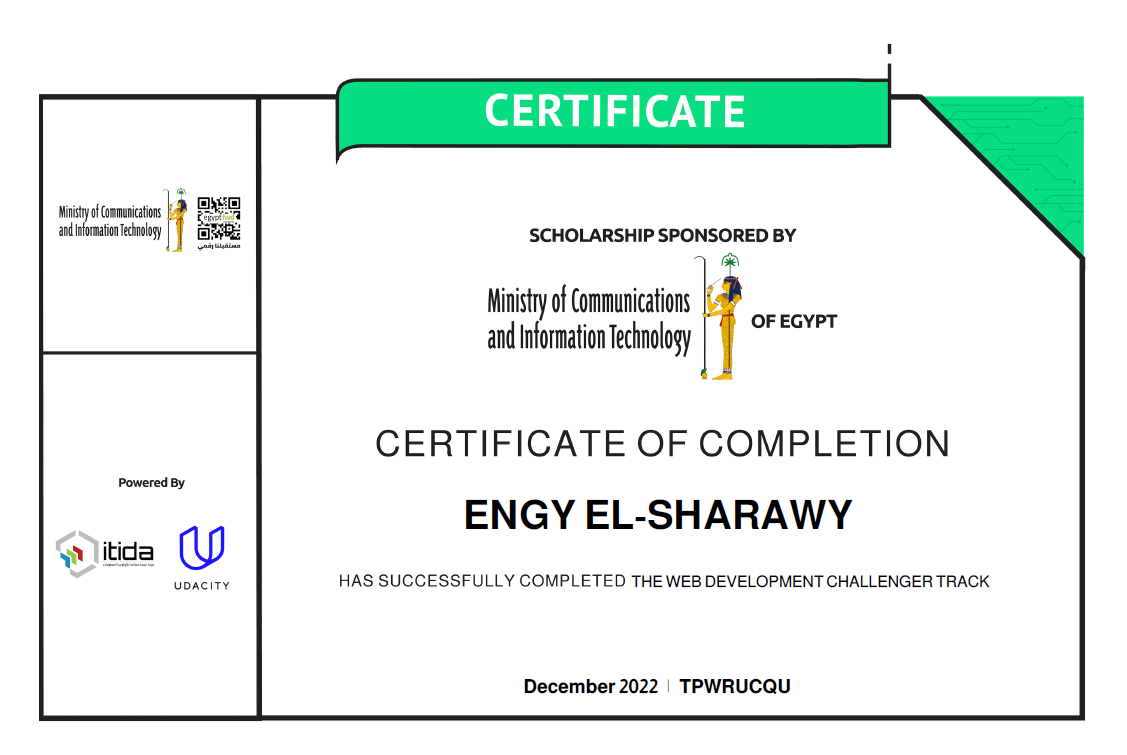 CERTIFICATE
Ministry of Communications
and Information Technology
egypt fwd
مستقبلنا رقمي
SCHOLARSHIP SPONSORED BY
Ministry of Communications
and Information Technology
OF EGYPT
CERTIFICATE OF COMPLETION
ENGY EL-SHARAWY
HAS SUCCESSFULLY COMPLETED THE WEB DEVELOPMENT CHALLENGER TRACK
December 2022 | TPWRUCQU
Powered By
itida
UDACITY